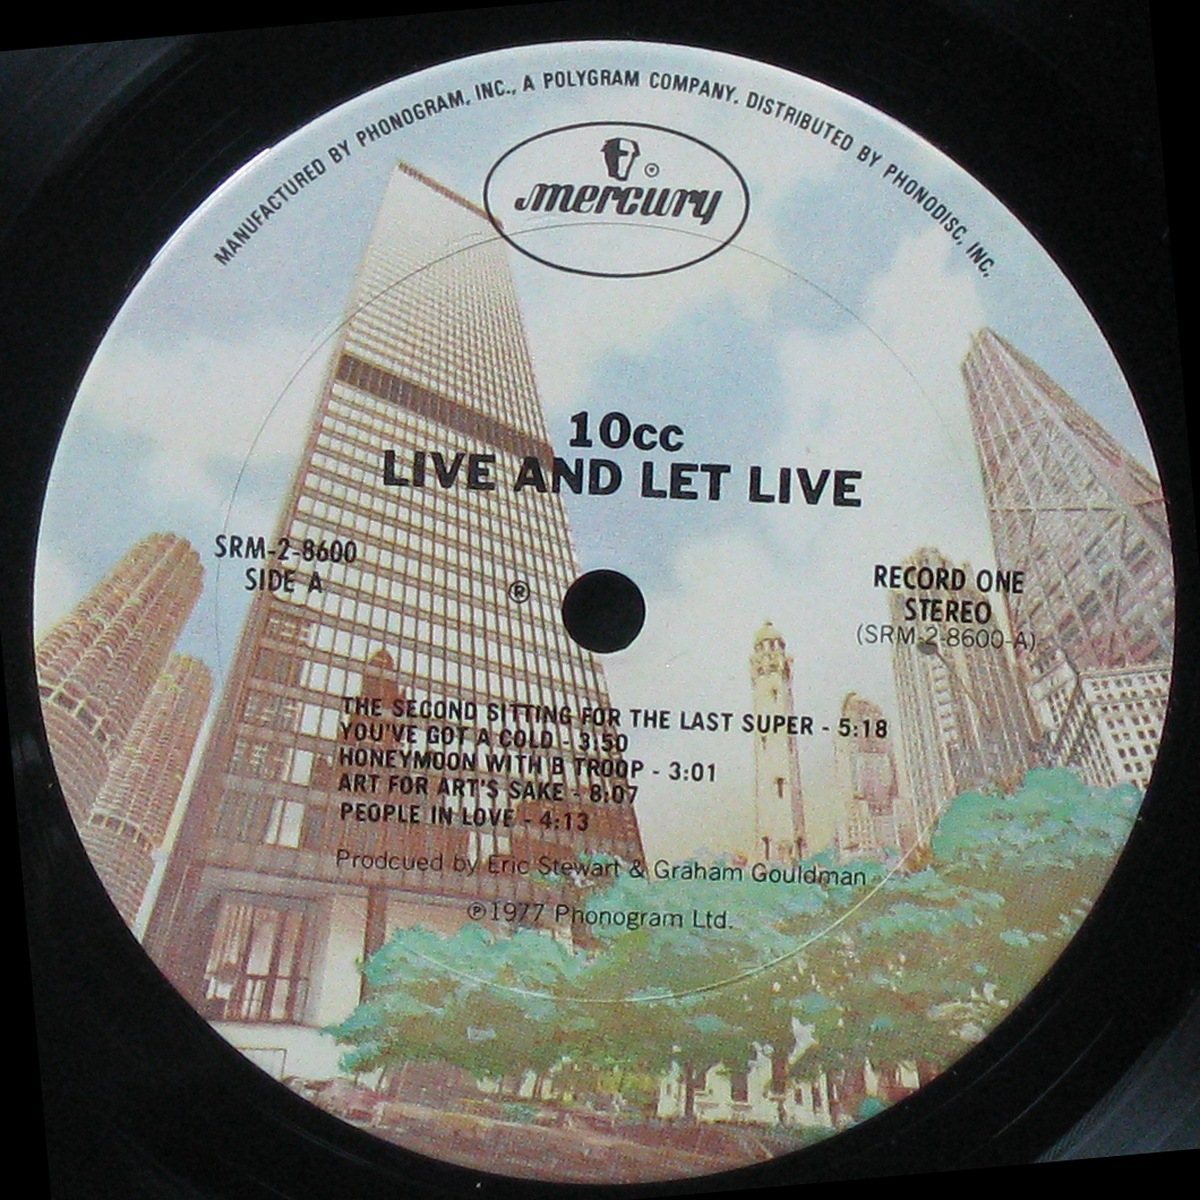 MANUFACTURED BY PHONOGRAM, INC., A POLYGRAM COMPANY. DISTRIBUTED BY PHONODISC, INC.
mercury ®
10cc
LIVE AND LET LIVE
SRM-2-8600
SIDE A
®
RECORD ONE
STEREO
(SRM-2-8600-A)
THE SECOND SITTING FOR THE LAST SUPER - 5:18
YOU'VE GOT A COLD - 3:50
HONEYMOON WITH B TROOP - 3:01
ART FOR ART'S SAKE - 8:07
PEOPLE IN LOVE - 4:13
Prodcued by Eric Stewart & Graham Gouldman
℗1977 Phonogram Ltd.